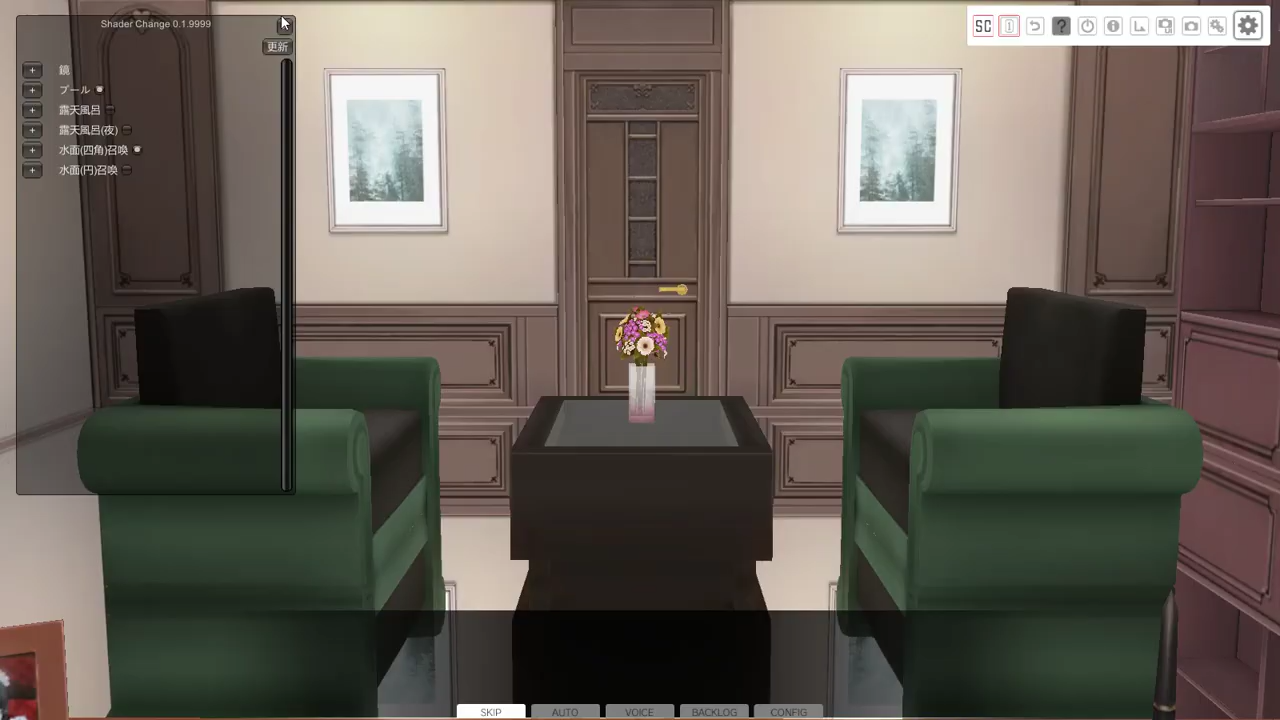 Shader Change 0.1.9999
SC
?
更新
+ 鏡
+ プール
+ 露天風呂
+ 露天風呂(夜)
+ 水面(四角)召喚
+ 水面(円)召喚
SKIP AUTO VOICE BACKLOG CONFIG